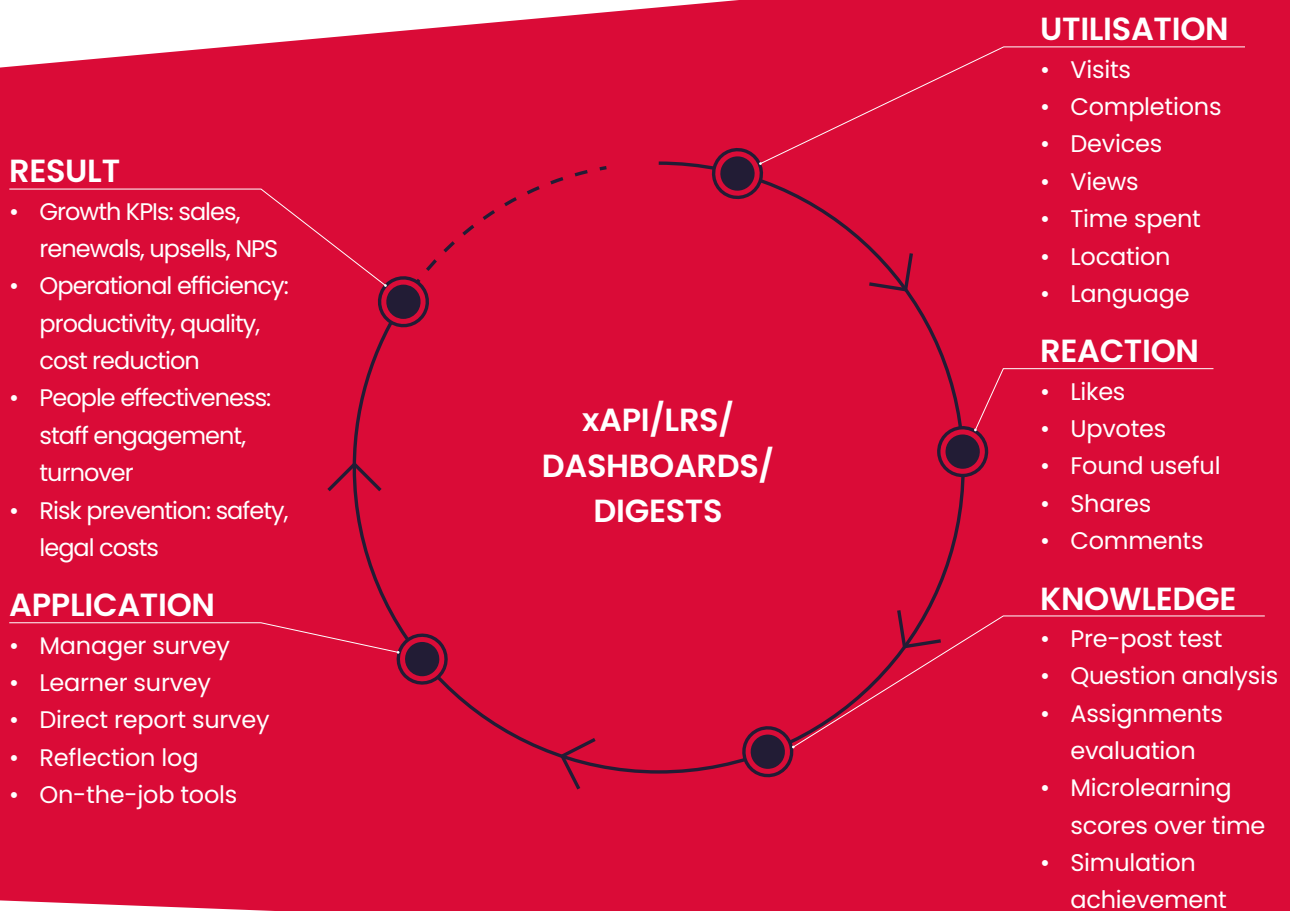 UTILISATION
• Visits
• Completions
• Devices
• Views
• Time spent
• Location
• Language
REACTION
• Likes
• Upvotes
• Found useful
• Shares
• Comments
KNOWLEDGE
• Pre-post test
• Question analysis
• Assignments
evaluation
• Microlearning
scores over time
• Simulation
achievement
APPLICATION
• Manager survey
• Learner survey
• Direct report survey
• Reflection log
• On-the-job tools
RESULT
• Growth KPIs: sales,
renewals, upsells, NPS
• Operational efficiency:
productivity, quality,
cost reduction
• People effectiveness:
staff engagement,
turnover
• Risk prevention: safety,
legal costs
xAPI/LRS/
DASHBOARDS/
DIGESTS